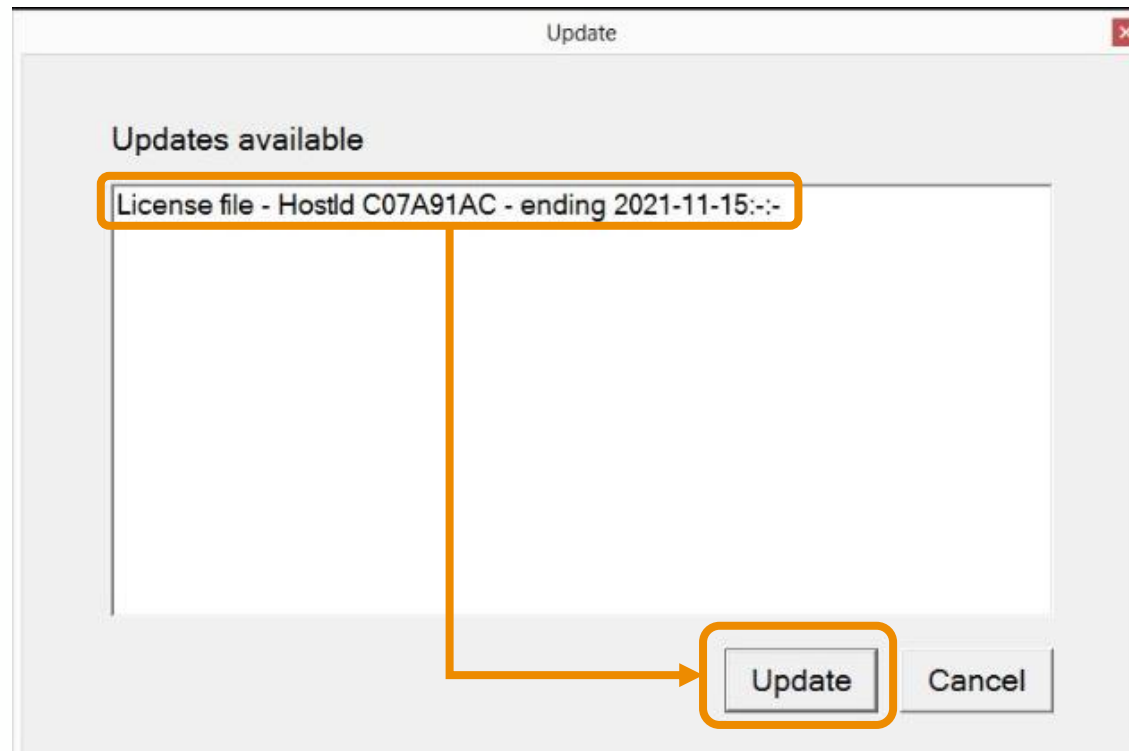 Update
Updates available
License file - HostId C07A91AC - ending 2021-11-15:-:-
Update
Cancel